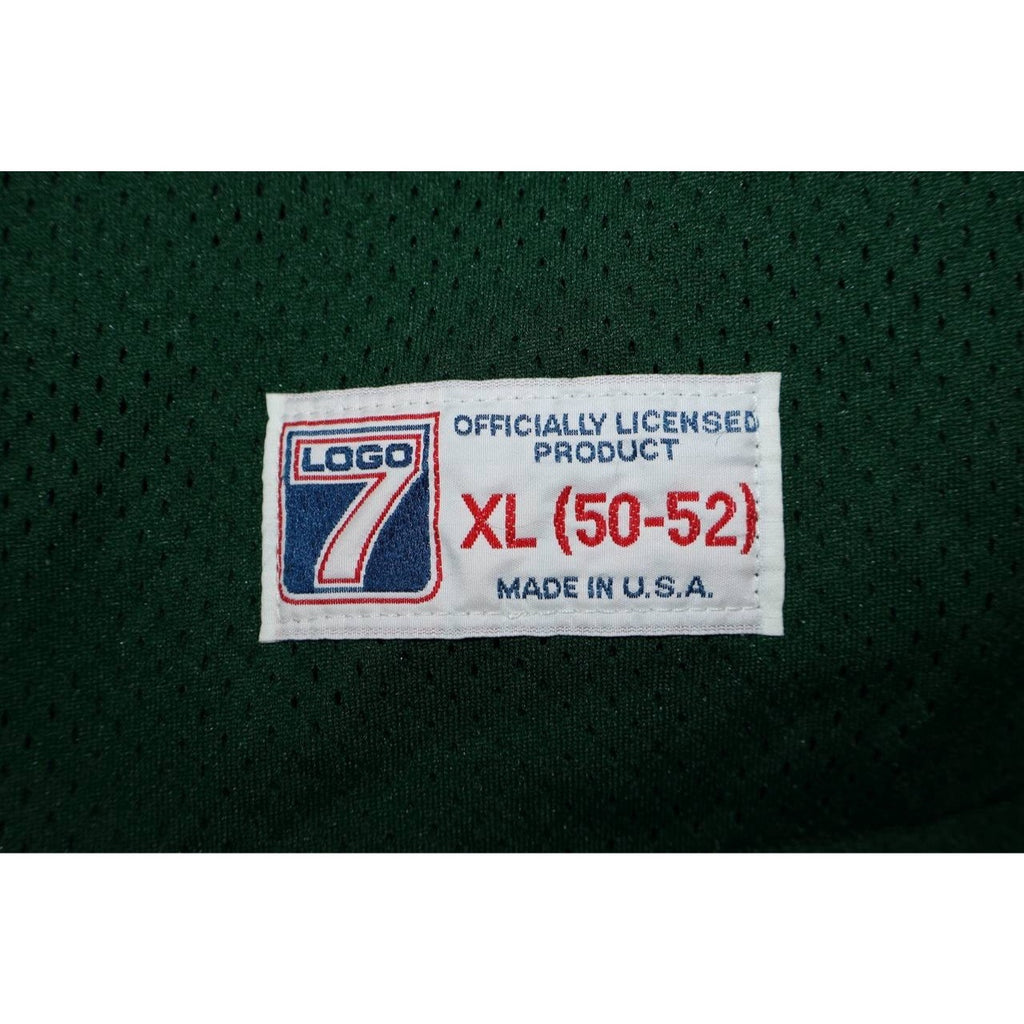 LOGO
7
OFFICIALLY LICENSED
PRODUCT
XL (50-52)
MADE IN U.S.A.